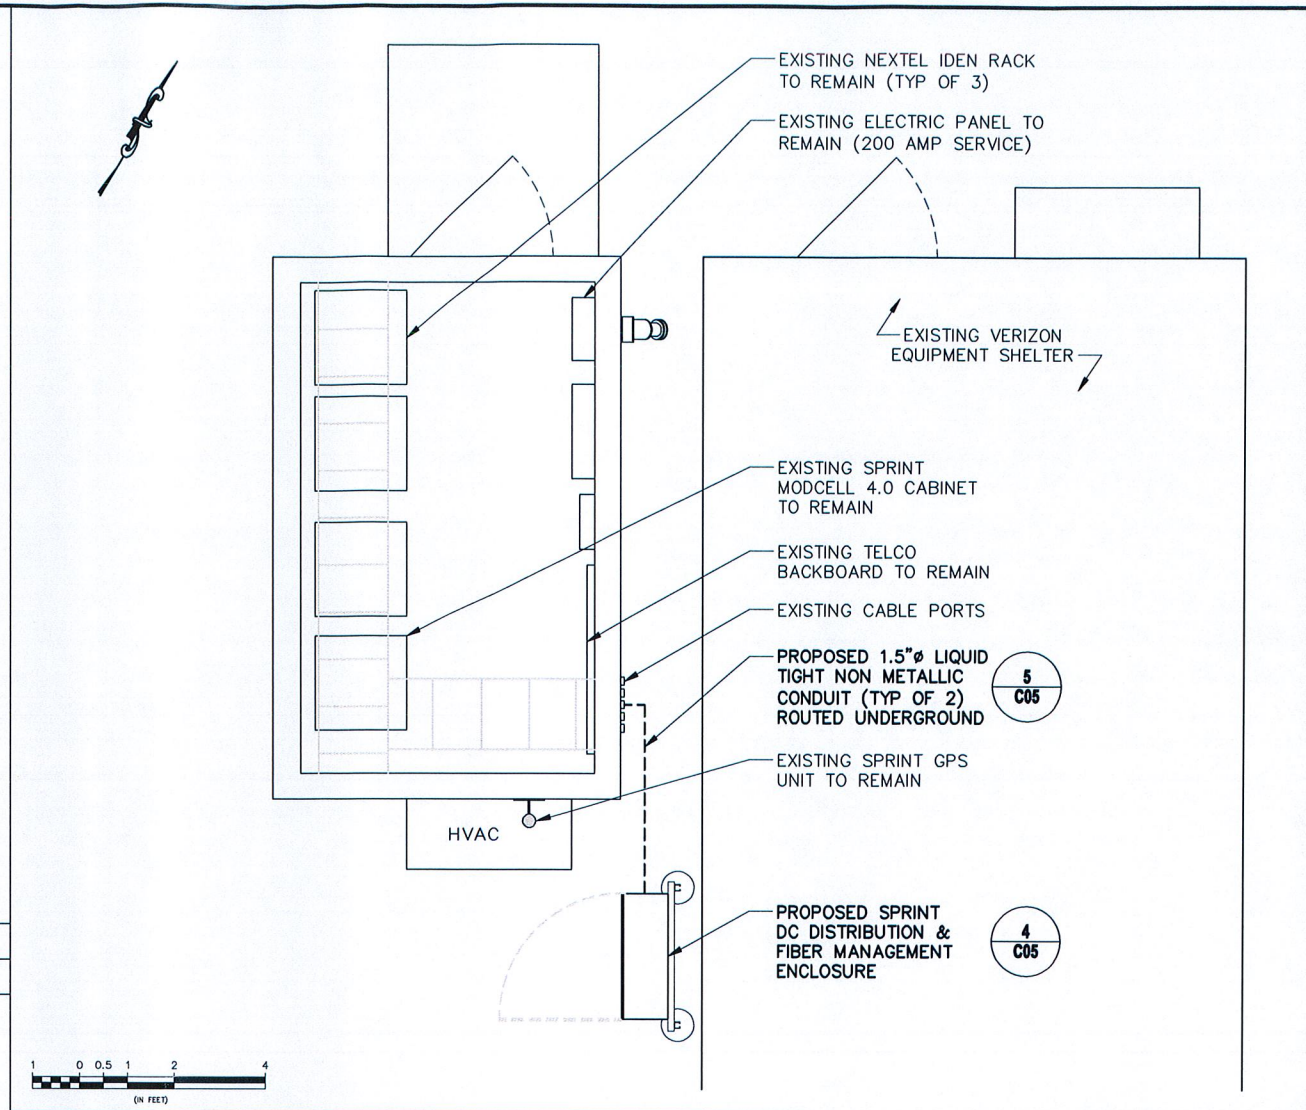 EXISTING NEXTEL IDEN RACK
TO REMAIN (TYP OF 3)
EXISTING ELECTRIC PANEL TO
REMAIN (200 AMP SERVICE)
EXISTING VERIZON
EQUIPMENT SHELTER
EXISTING SPRINT
MODCELL 4.0 CABINET
TO REMAIN
EXISTING TELCO
BACKBOARD TO REMAIN
EXISTING CABLE PORTS
PROPOSED 1.5"ø LIQUID
TIGHT NON METALLIC
CONDUIT (TYP OF 2)
ROUTED UNDERGROUND
5
C05
EXISTING SPRINT GPS
UNIT TO REMAIN
HVAC
PROPOSED SPRINT
DC DISTRIBUTION &
FIBER MANAGEMENT
ENCLOSURE
4
C05
1 0 0.5 1 2 4
(IN FEET)